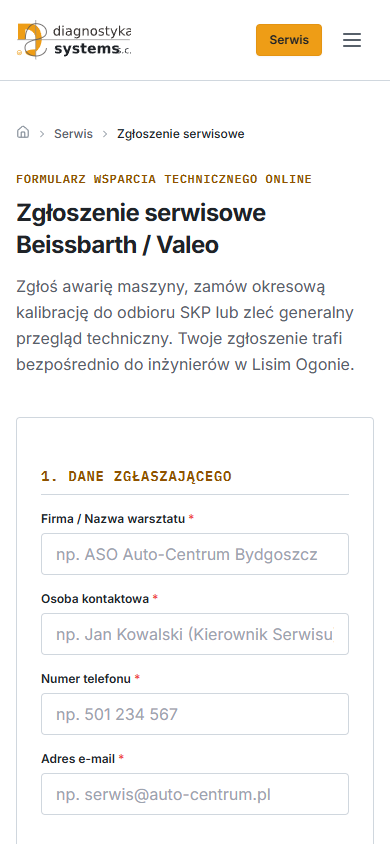 diagnostyka
systems s.c.
Serwis
Serwis
Zgłoszenie serwisowe
FORMULARZ WSPARCIA TECHNICZNEGO ONLINE
Zgłoszenie serwisowe
Beissbarth / Valeo
Zgłoś awarię maszyny, zamów okresową
kalibrację do odbioru SKP lub zleć generalny
przegląd techniczny. Twoje zgłoszenie trafi
bezpośrednio do inżynierów w Lisim Ogonie.
1. DANE ZGŁASZAJĄCEGO
Firma / Nazwa warsztatu *
np. ASO Auto-Centrum Bydgoszcz
Osoba kontaktowa *
np. Jan Kowalski (Kierownik Serwisu
Numer telefonu *
np. 501 234 567
Adres e-mail *
np. serwis@auto-centrum.pl